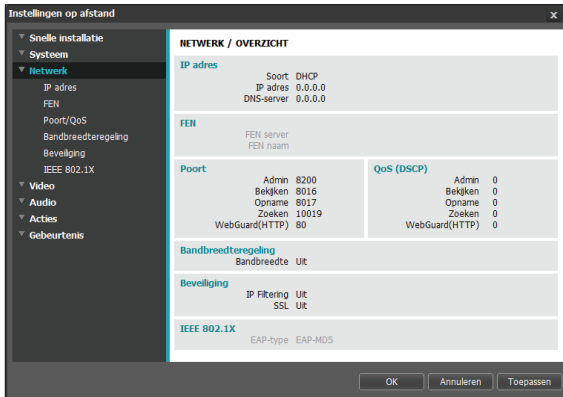 Instellingen op afstand x
Snelle installatie
Systeem
Netwerk
IP adres
FEN
Poort/QoS
Bandbreedteregeling
Beveiliging
IEEE 802.1X
Video
Audio
Acties
Gebeurtenis
NETWERK / OVERZICHT
IP adres
Soort DHCP
IP adres 0.0.0.0
DNS-server 0.0.0.0
FEN
FEN server
FEN naam
Poort
Admin 8200
Bekijken 8016
Opname 8017
Zoeken 10019
WebGuard(HTTP) 80
QoS (DSCP)
Admin 0
Bekijken 0
Opname 0
Zoeken 0
WebGuard(HTTP) 0
Bandbreedteregeling
Bandbreedte Uit
Beveiliging
IP Filtering Uit
SSL Uit
IEEE 802.1X
EAP-type EAP-MD5
OK Annuleren Toepassen